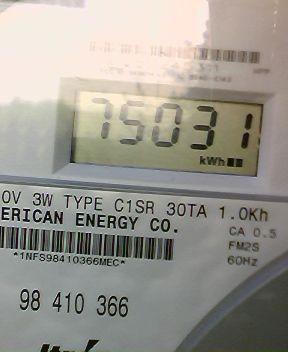 75031
kWh
0V 3W TYPE C1SR 30TA 1.0Kh
ERICAN ENERGY CO.
CA 0.5
FM2S
60Hz
*1NFS98410366MEC*
98 410 366